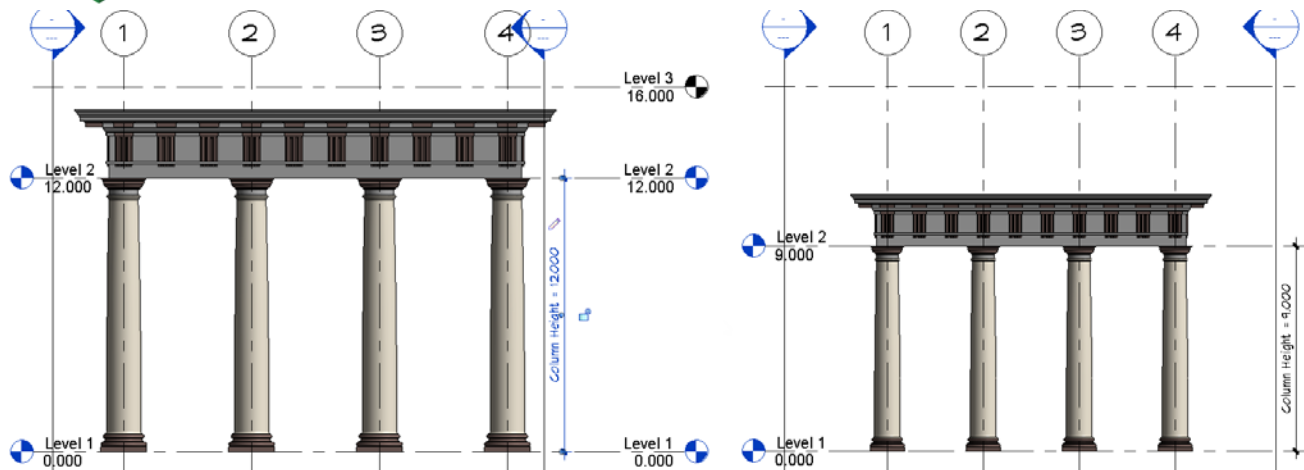 1 2 3 4
Level 3
16.000
Level 2
12.000
Level 2
12.000
Column Height = 12.000
Level 1
0.000
Level 1
0.000
1 2 3 4
Level 2
9.000
Column Height = 9.000
Level 1
0.000